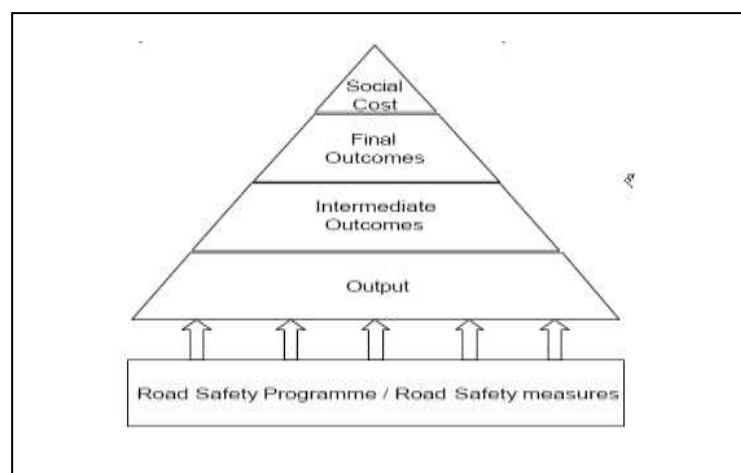 Social
Cost
Final
Outcomes
Intermediate
Outcomes
Output
Road Safety Programme / Road Safety measures